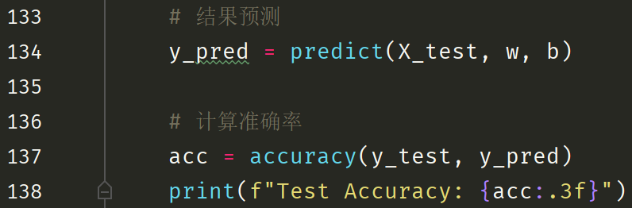 133 # 结果预测
134 y_pred = predict(X_test, w, b)
135
136 # 计算准确率
137 acc = accuracy(y_test, y_pred)
138 print(f"Test Accuracy: {acc:.3f}")